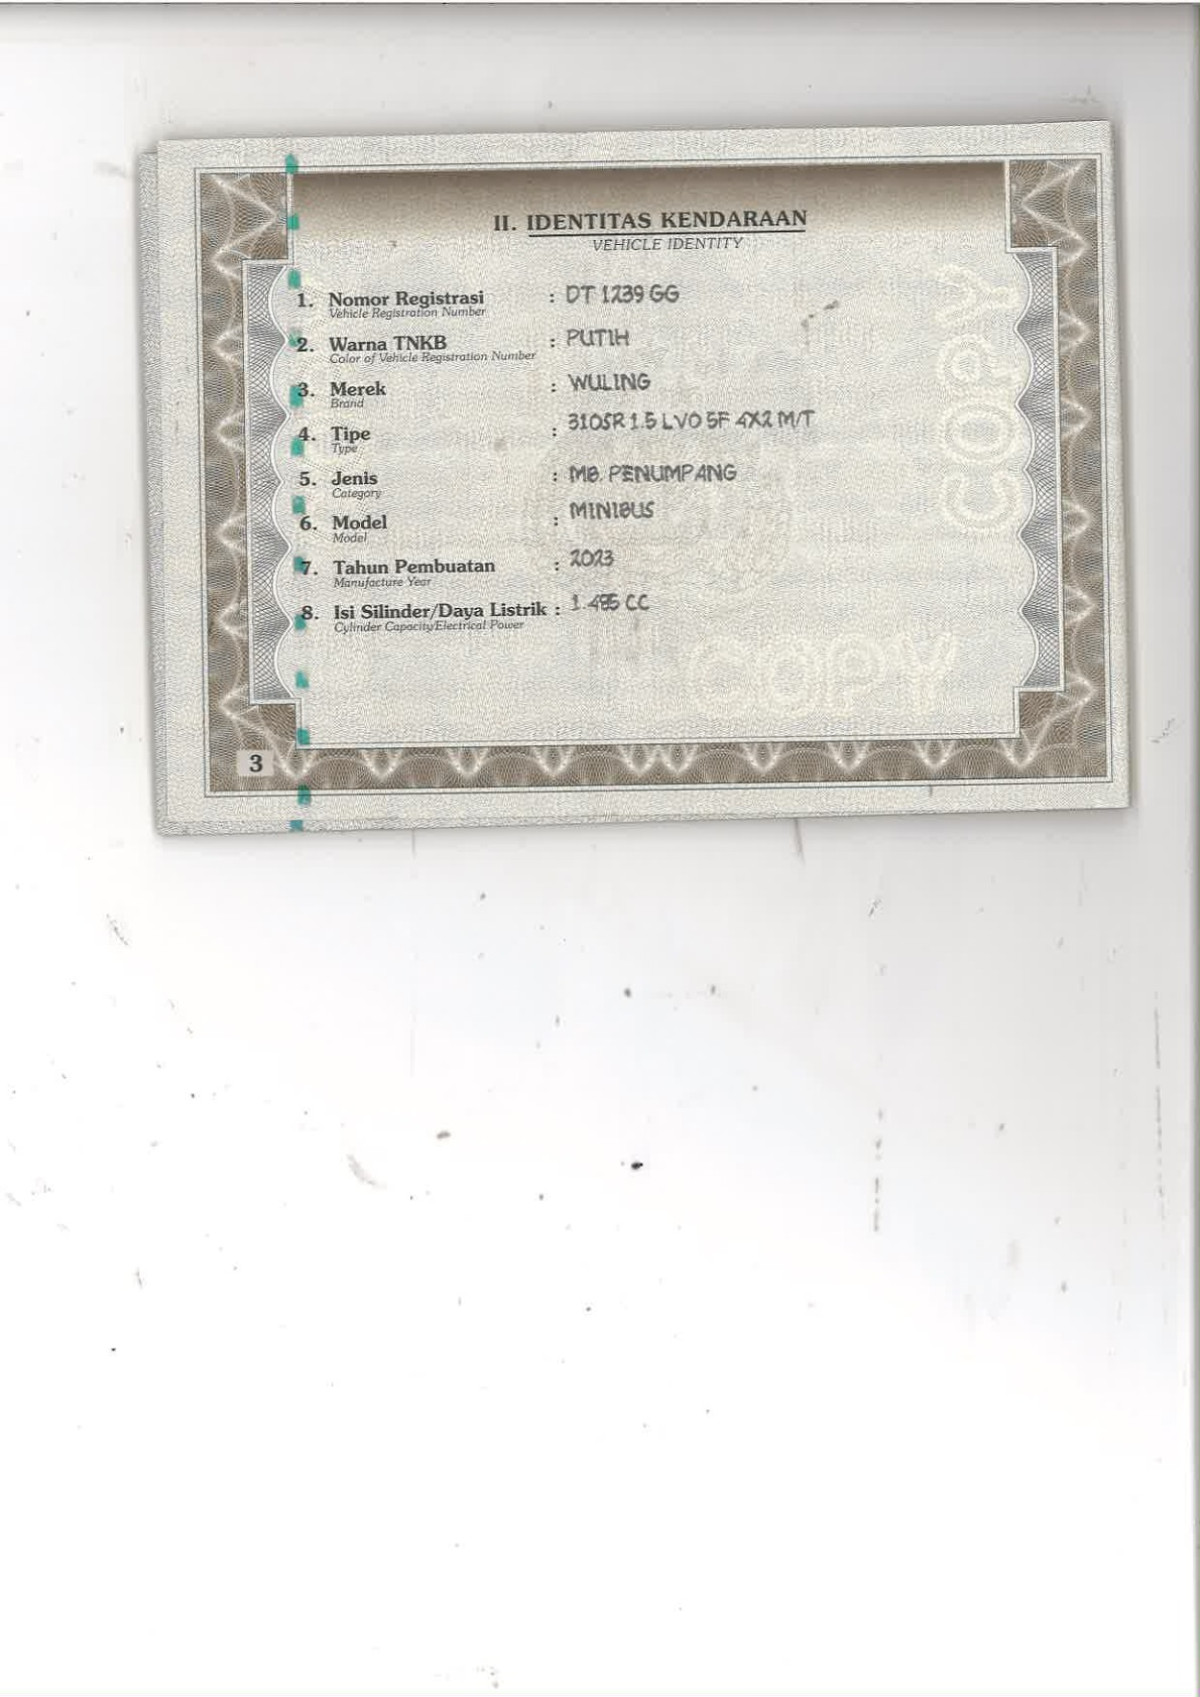 II. IDENTITAS KENDARAAN
VEHICLE IDENTITY
1. Nomor Registrasi : DT 1239 GG
Vehicle Registration Number
2. Warna TNKB : PUTIH
Color of Vehicle Registration Number
3. Merek : WULING
Brand
4. Tipe : 310SR 1.5 LVO 5F 4X2 M/T
Type
5. Jenis : MB. PENUMPANG
Category
6. Model : MINIBUS
Model
7. Tahun Pembuatan : 2023
Manufacture Year
8. Isi Silinder/Daya Listrik : 1.485 CC
Cylinder Capacity/Electrical Power
COPY
COPY
3